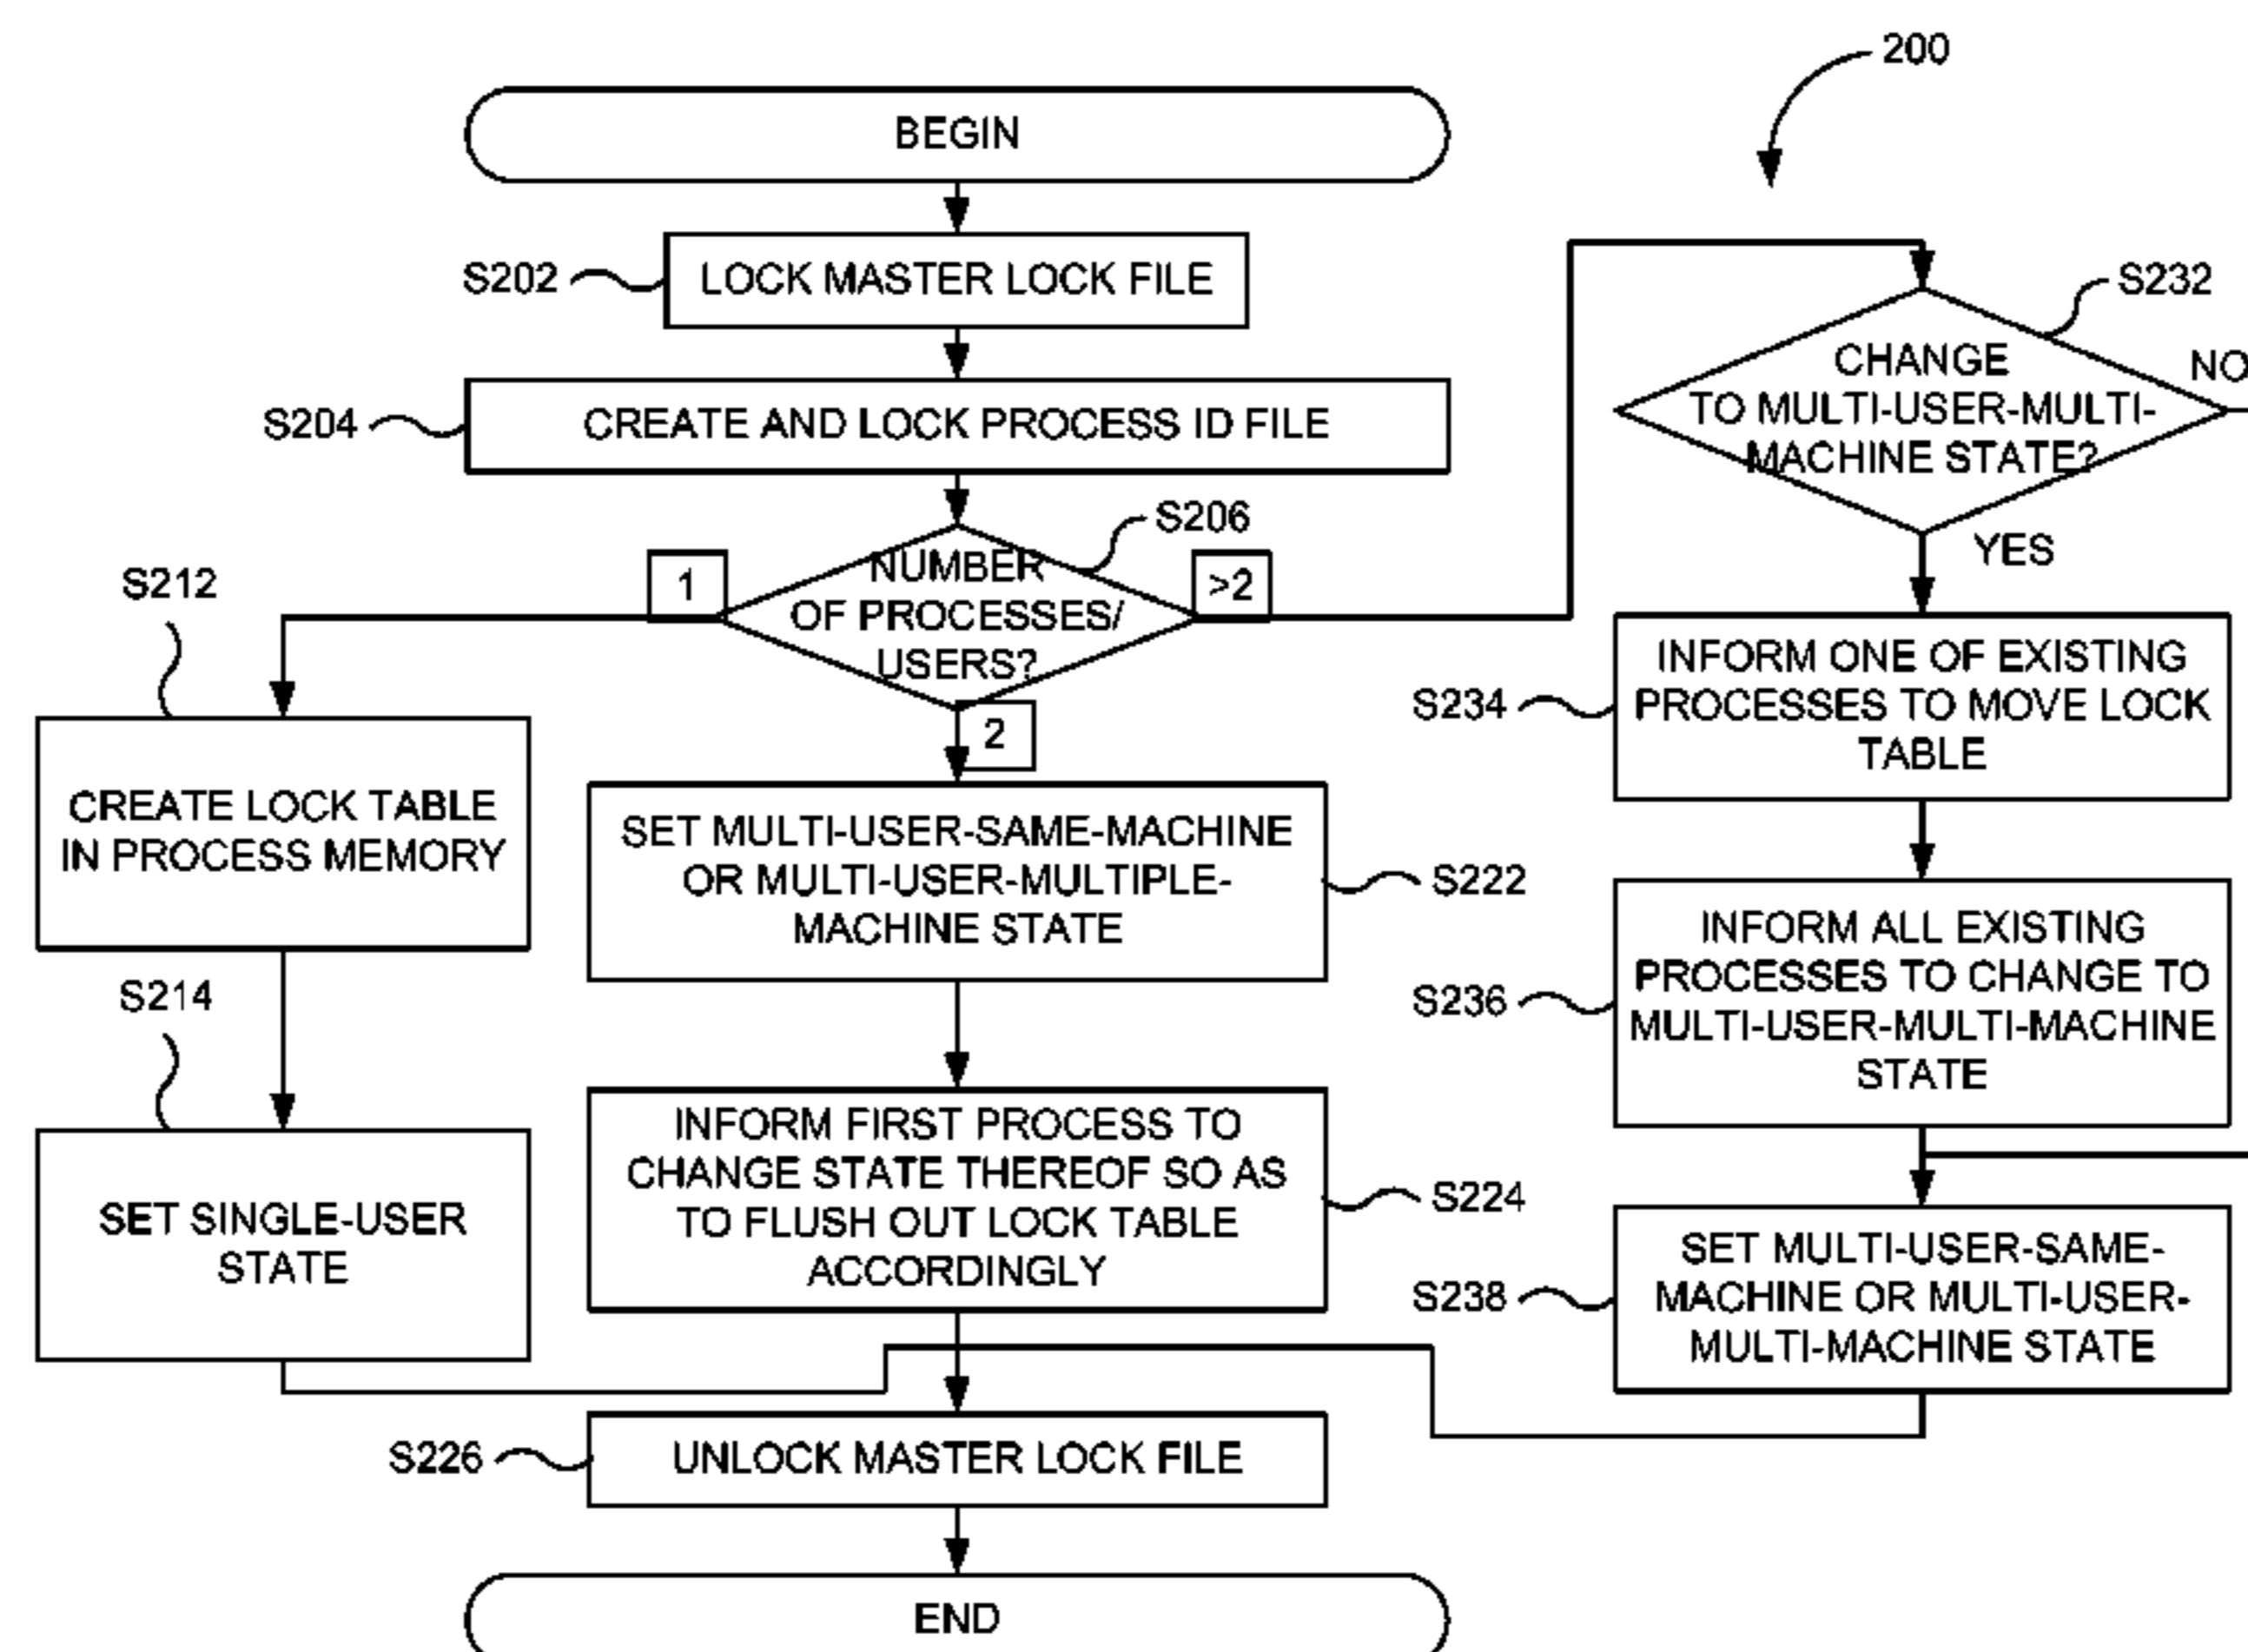 200
BEGIN
S202
LOCK MASTER LOCK FILE
S204
CREATE AND LOCK PROCESS ID FILE
S206
NUMBER
OF PROCESSES/
USERS?
1
>2
2
S212
CREATE LOCK TABLE
IN PROCESS MEMORY
S214
SET SINGLE-USER
STATE
SET MULTI-USER-SAME-MACHINE
OR MULTI-USER-MULTIPLE-
MACHINE STATE
S222
INFORM FIRST PROCESS TO
CHANGE STATE THEREOF SO AS
TO FLUSH OUT LOCK TABLE
ACCORDINGLY
S224
S232
CHANGE
TO MULTI-USER-MULTI-
MACHINE STATE?
NO
YES
S234
INFORM ONE OF EXISTING
PROCESSES TO MOVE LOCK
TABLE
S236
INFORM ALL EXISTING
PROCESSES TO CHANGE TO
MULTI-USER-MULTI-MACHINE
STATE
S238
SET MULTI-USER-SAME-
MACHINE OR MULTI-USER-
MULTI-MACHINE STATE
S226
UNLOCK MASTER LOCK FILE
END